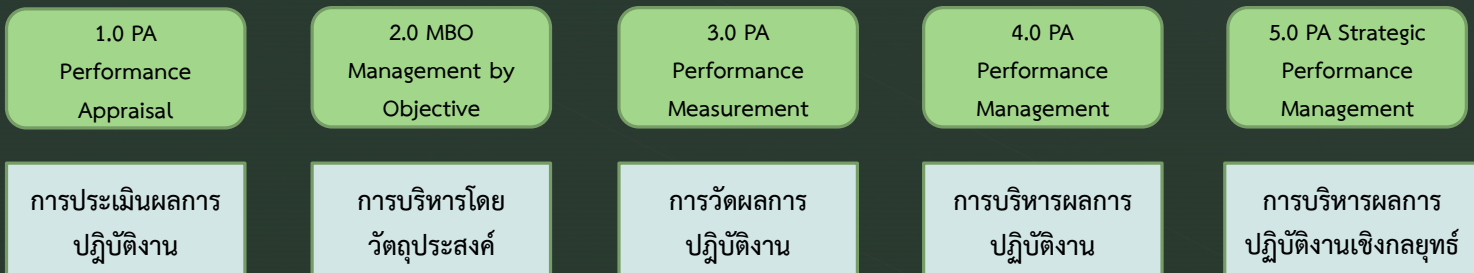 1.0 PA
Performance
Appraisal
2.0 MBO
Management by
Objective
3.0 PA
Performance
Measurement
4.0 PA
Performance
Management
5.0 PA Strategic
Performance
Management
การประเมินผลการ
ปฎิบัติงาน
การบริหารโดย
วัตถุประสงค์
การวัดผลการ
ปฎิบัติงาน
การบริหารผลการ
ปฏิบัติงาน
การบริหารผลการ
ปฏิบัติงานเชิงกลยุทธ์